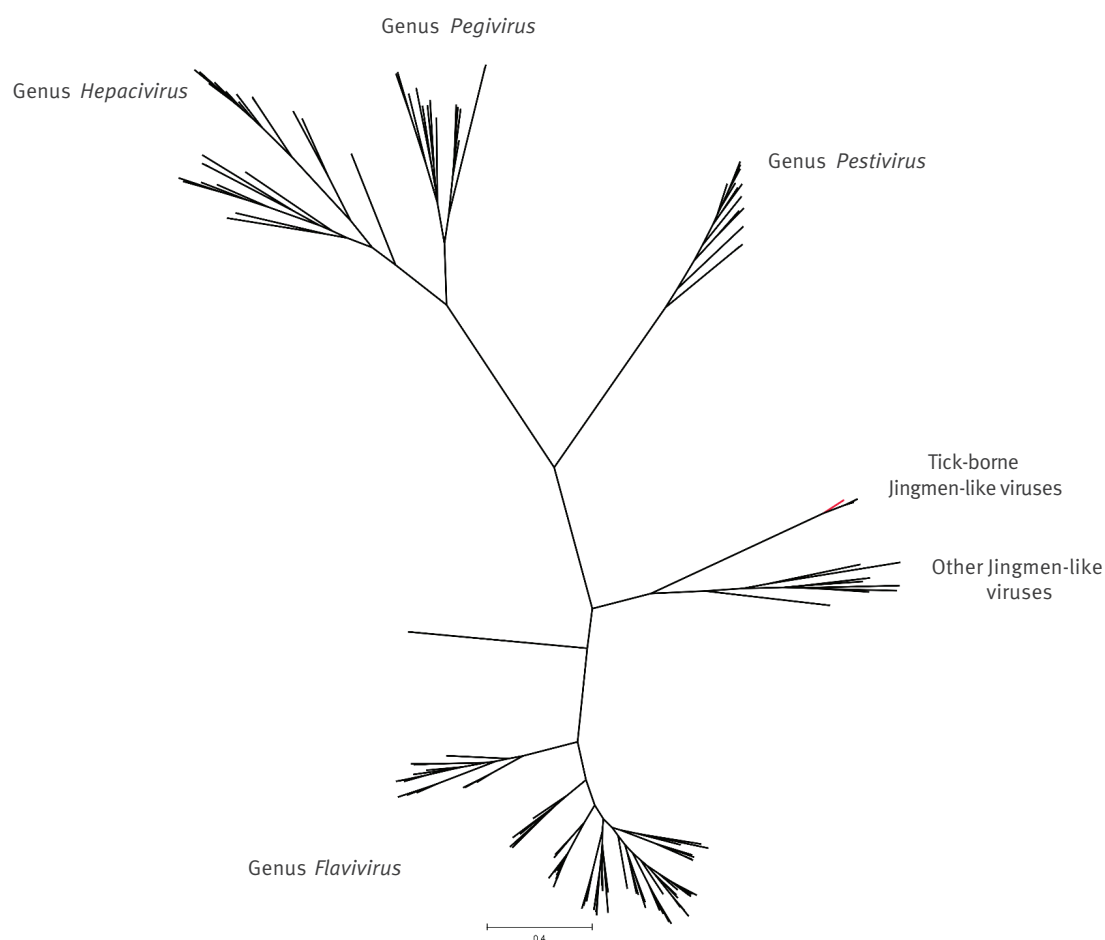 Genus Pegivirus
Genus Hepacivirus
Genus Pestivirus
Tick-borne
Jingmen-like viruses
Other Jingmen-like
viruses
Genus Flavivirus
0.4